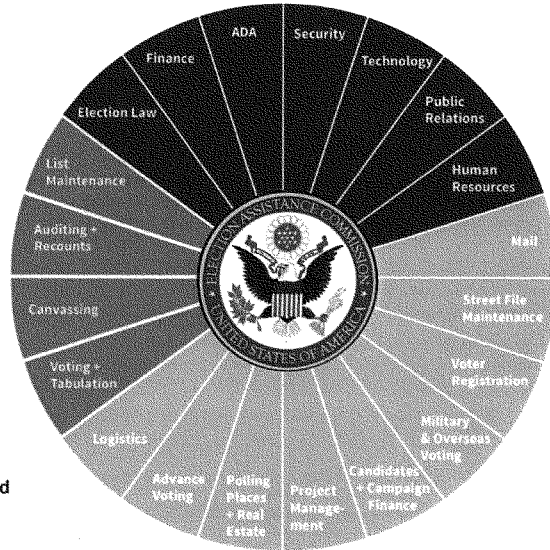 ADA
Security
Finance
Technology
Election Law
Public
Relations
List
Maintenance
Human
Resources
Auditing +
Recounts
Mail
Canvassing
Street File
Maintenance
Voting +
Tabulation
Voter
Registration
Logistics
Military
& Overseas
Voting
Advance
Voting
Polling
Places
+ Real
Estate
Project
Manage-
ment
Candidates
+ Campaign
Finance
ELECTION ASSISTANCE COMMISSION
UNITED STATES OF AMERICA
d